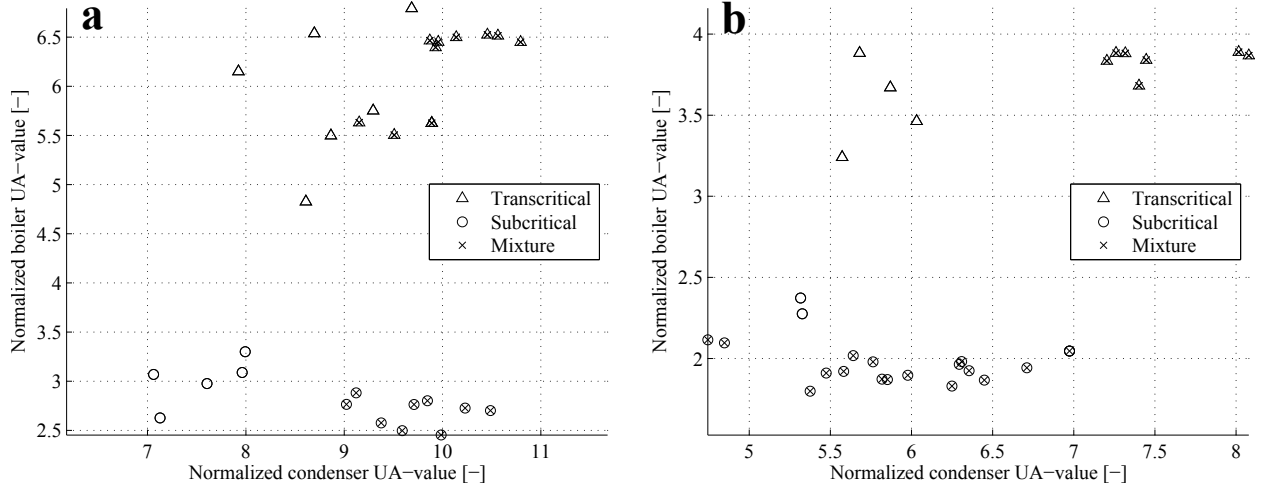 a
6.5
6
5.5
5
4.5
4
3.5
3
2.5
7
8
9
10
11
Normalized boiler UA−value [−]
Normalized condenser UA−value [−]
Transcritical
Subcritical
Mixture
b
4
3.5
3
2.5
2
5
5.5
6
6.5
7
7.5
8
Normalized boiler UA−value [−]
Normalized condenser UA−value [−]
Transcritical
Subcritical
Mixture